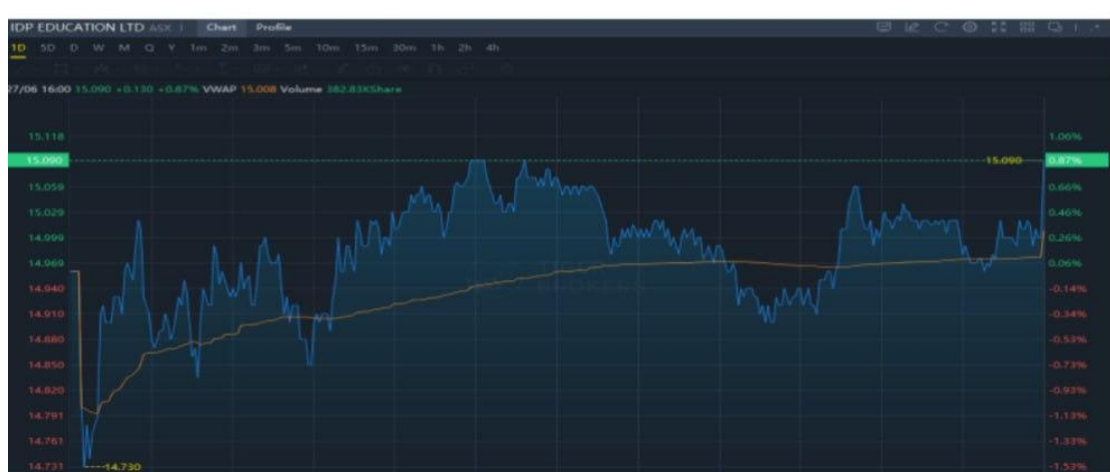 IDP EDUCATION LTD ASX Chart Profile
1D 5D D W M Q Y 1m 2m 3m 5m 10m 15m 30m 1h 2h 4h
27/06 16:00 15.090 +0.130 +0.87% VWAP 15.008 Volume 382.83KShare
15.118 1.06%
15.090 15.090 0.87%
15.059 0.66%
15.029 0.46%
14.999 0.26%
14.969 0.06%
14.940 -0.14%
BROKERS
14.910 -0.34%
14.880 -0.53%
14.850 -0.73%
14.820 -0.93%
14.791 -1.13%
14.761 -1.33%
14.731 14.730 -1.53%